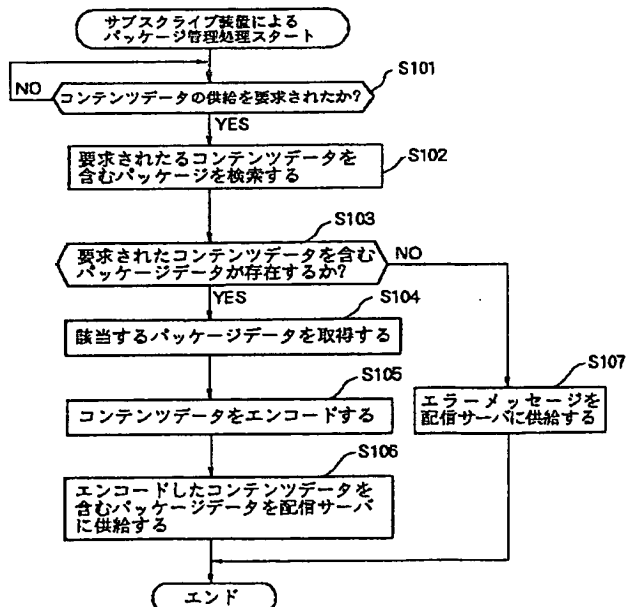 サブスクライブ装置による
パッケージ管理処理スタート
S101
NO
コンテンツデータの供給を要求されたか?
YES
S102
要求されたるコンテンツデータを
含むパッケージを検索する
S103
要求されたコンテンツデータを含む
パッケージデータが存在するか?
NO
YES
S104
該当するパッケージデータを取得する
S107
エラーメッセージを
配信サーバに供給する
S105
コンテンツデータをエンコードする
S106
エンコードしたコンテンツデータを
含むパッケージデータを配信サーバ
に供給する
エンド